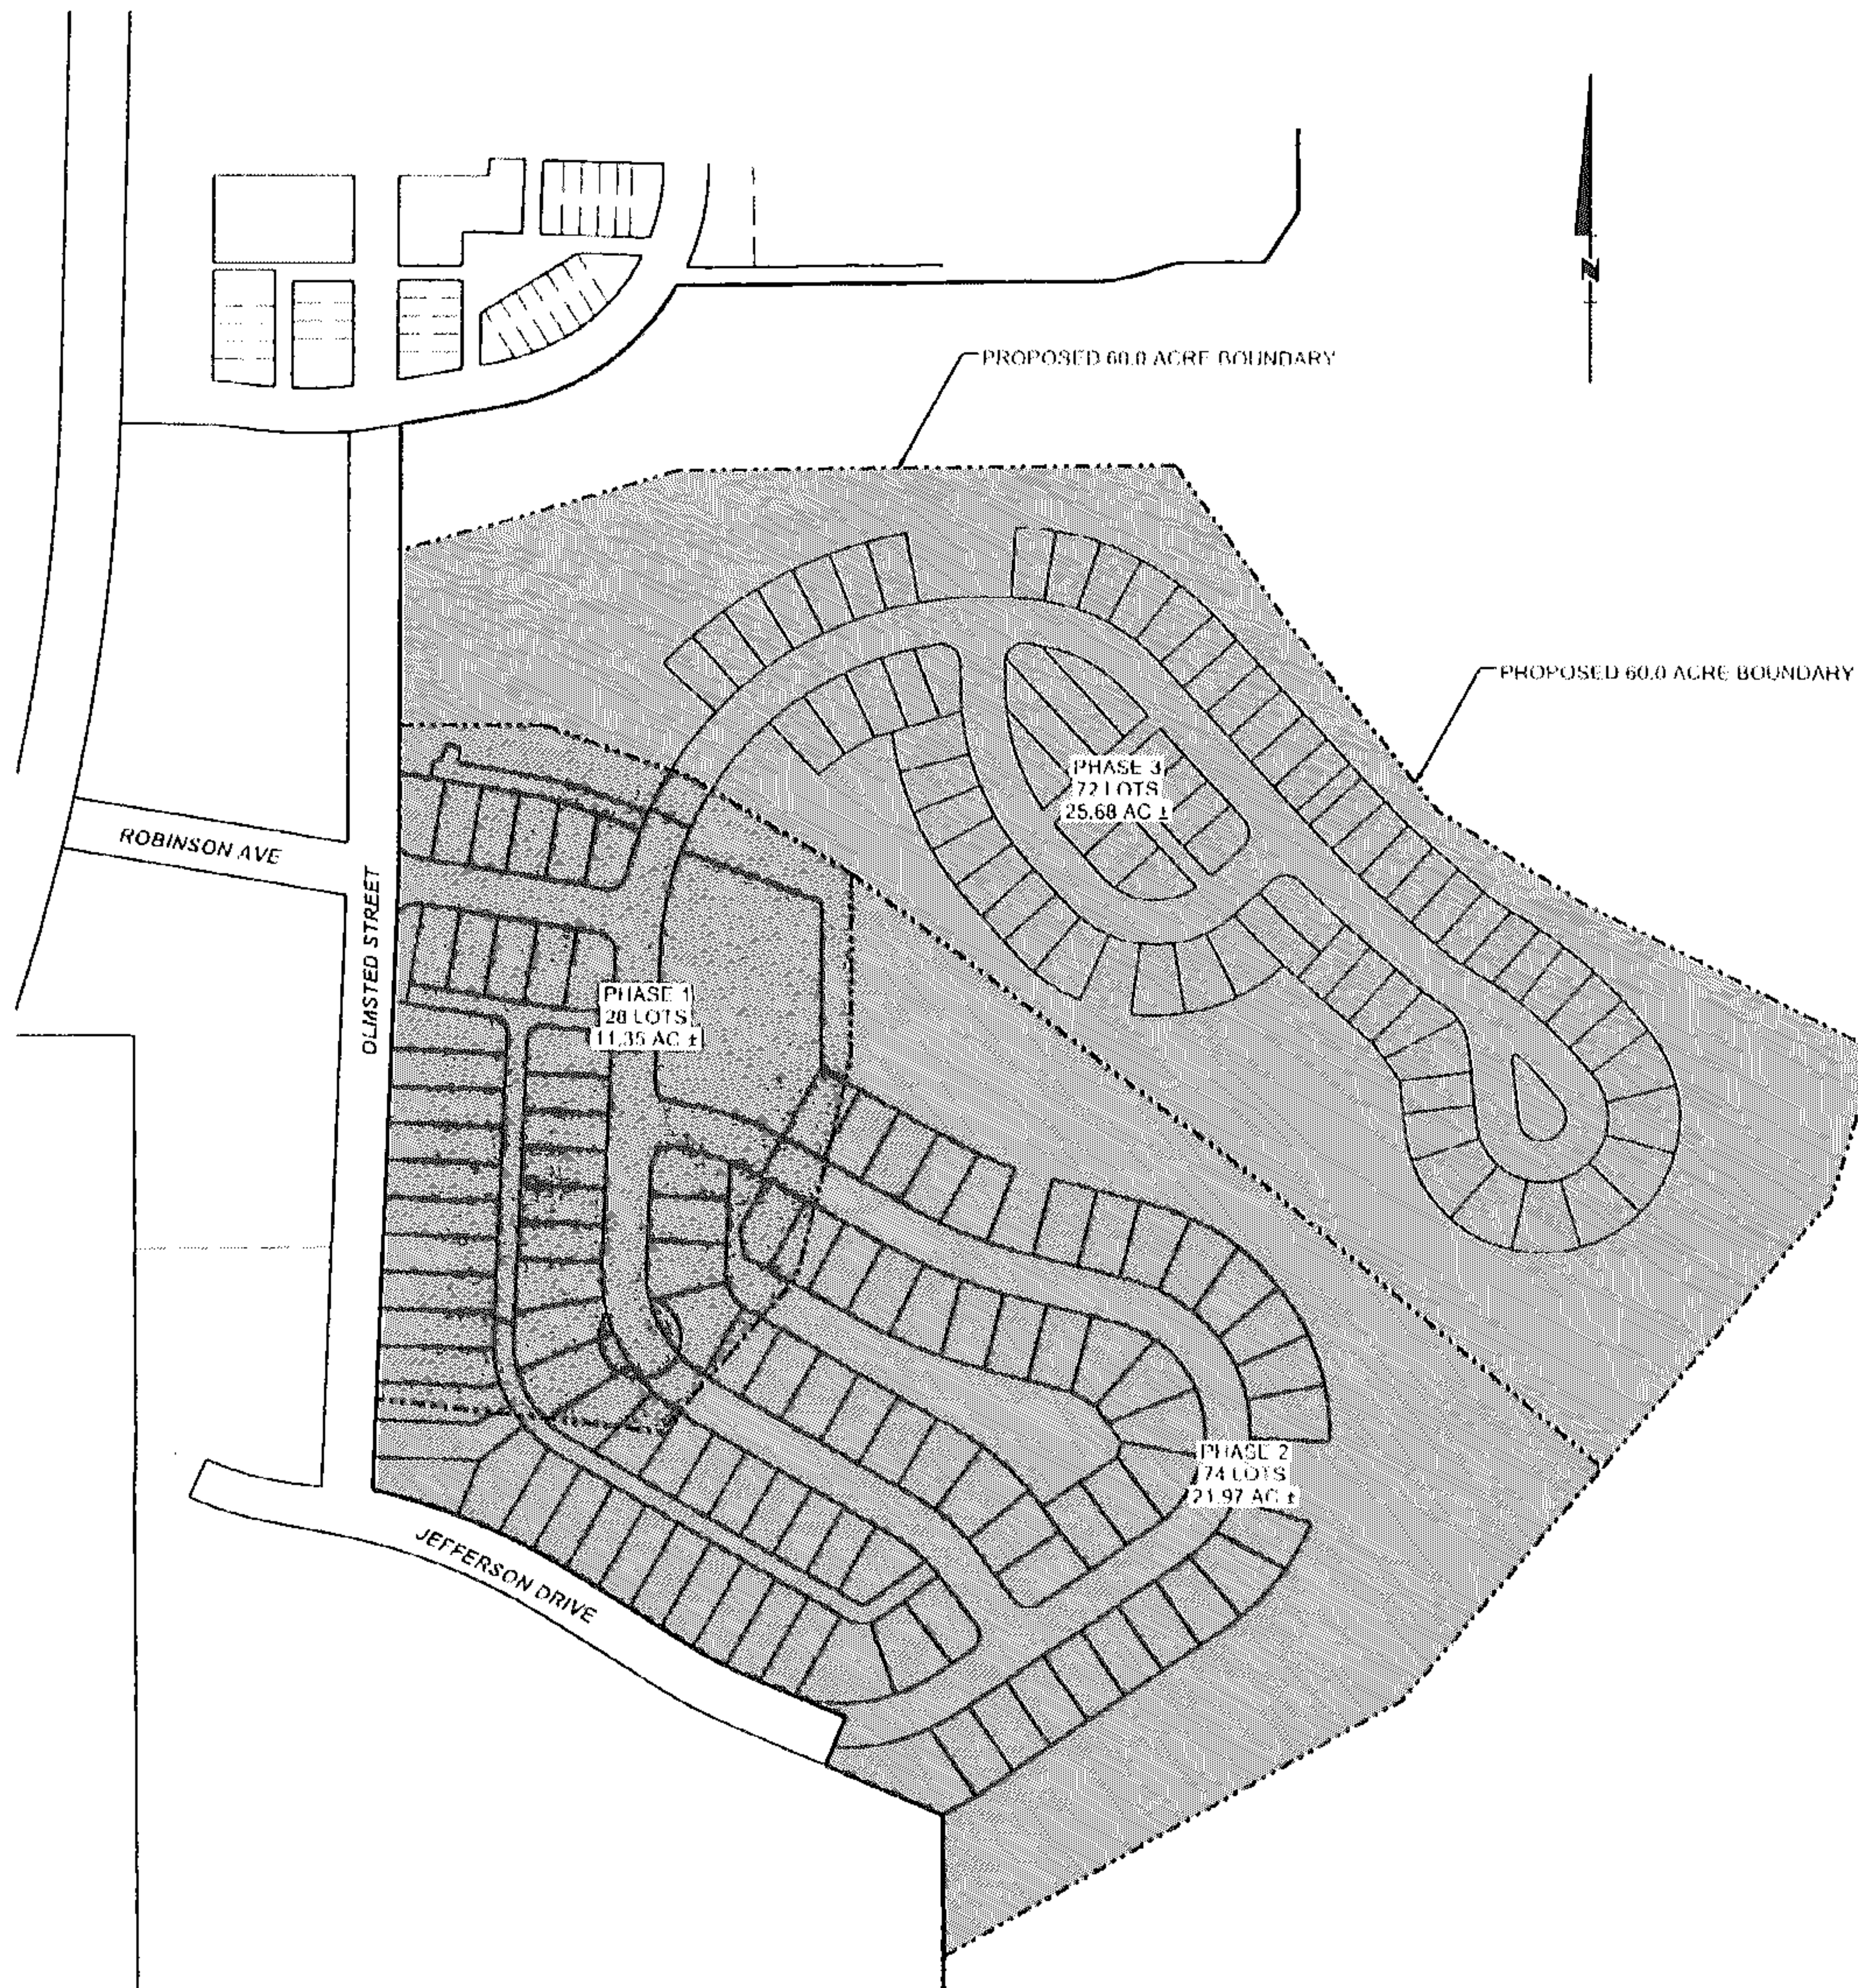 N
PROPOSED 60.0 ACRE BOUNDARY
PROPOSED 60.0 ACRE BOUNDARY
PHASE 3
72 LOTS
25.68 AC ±
ROBINSON AVE
OLMSTED STREET
PHASE 1
28 LOTS
11.35 AC ±
PHASE 2
74 LOTS
21.97 AC ±
JEFFERSON DRIVE